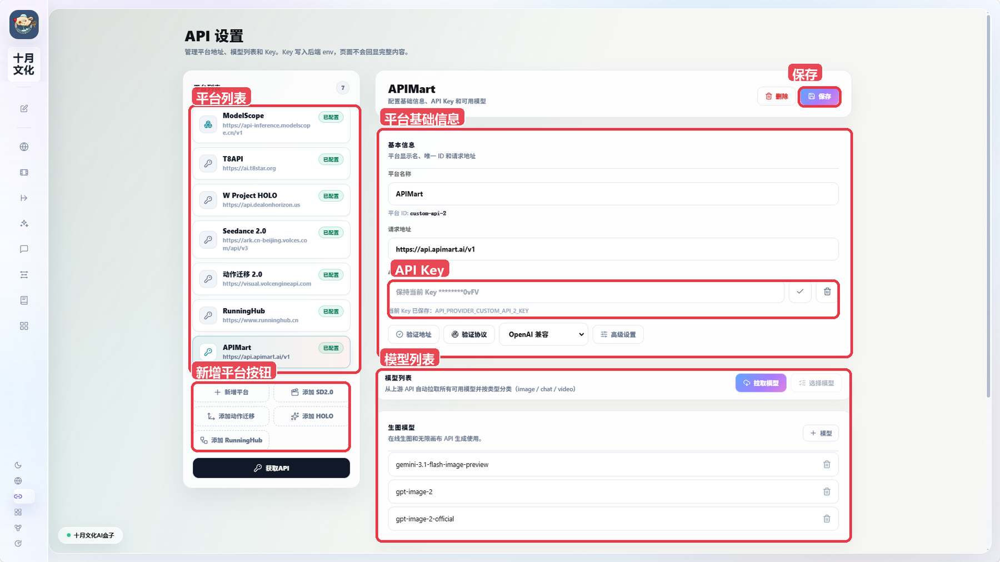 十月
文化
API 设置
管理平台地址、模型列表和 Key。Key 写入后端 env，页面不会回显完整内容。
7
平台列表
ModelScope
已配置
https://api-inference.modelscop
e.cn/v1
T8API
已配置
https://ai.t8star.org
W Project HOLO
已配置
https://api.dealonhorizon.us
Seedance 2.0
已配置
https://ark.cn-beijing.volces.co
m/api/v3
动作迁移 2.0
已配置
https://visual.volcengineapi.com
RunningHub
已配置
https://www.runninghub.cn
APIMart
已配置
https://api.apimart.ai/v1
新增平台按钮
新增平台
添加 SD2.0
添加动作迁移
添加 HOLO
添加 RunningHub
获取API
十月文化AI盒子
APIMart
配置基础信息、API Key 和可用模型
删除
保存
保存
平台基础信息
基本信息
平台显示名、唯一 ID 和请求地址
平台名称
APIMart
平台 ID: custom-api-2
请求地址
https://api.apimart.ai/v1
API Key
保持当前 Key ********0vFV
当前 Key 已保存：API_PROVIDER_CUSTOM_API_2_KEY
验证地址
验证协议
OpenAI 兼容
高级设置
模型列表
模型列表
从上游 API 自动拉取所有可用模型并按类型分类（image / chat / video）
拉取模型
选择模型
生图模型
在线生图和无限画布 API 生成使用。
模型
gemini-3.1-flash-image-preview
gpt-image-2
gpt-image-2-official